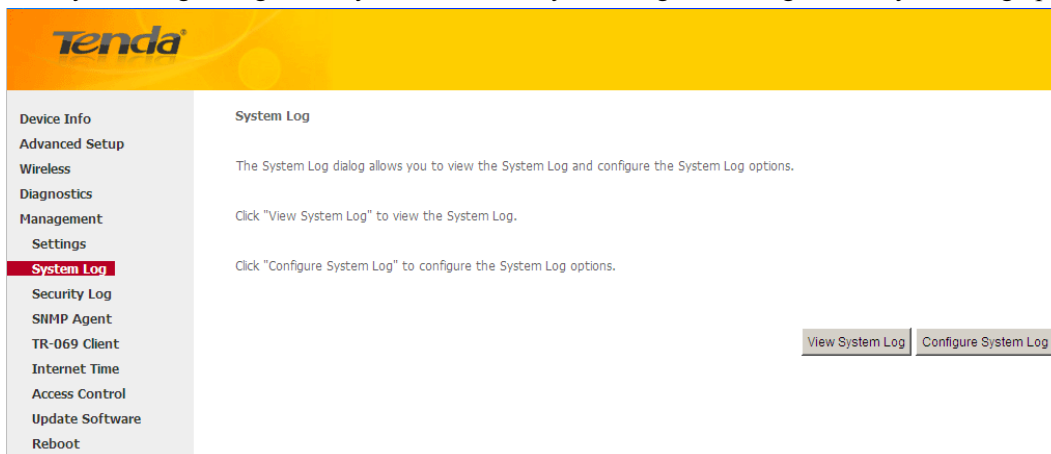 Tenda®
Device Info
Advanced Setup
Wireless
Diagnostics
Management
Settings
System Log
Security Log
SNMP Agent
TR-069 Client
Internet Time
Access Control
Update Software
Reboot
System Log
The System Log dialog allows you to view the System Log and configure the System Log options.
Click "View System Log" to view the System Log.
Click "Configure System Log" to configure the System Log options.
View System Log Configure System Log